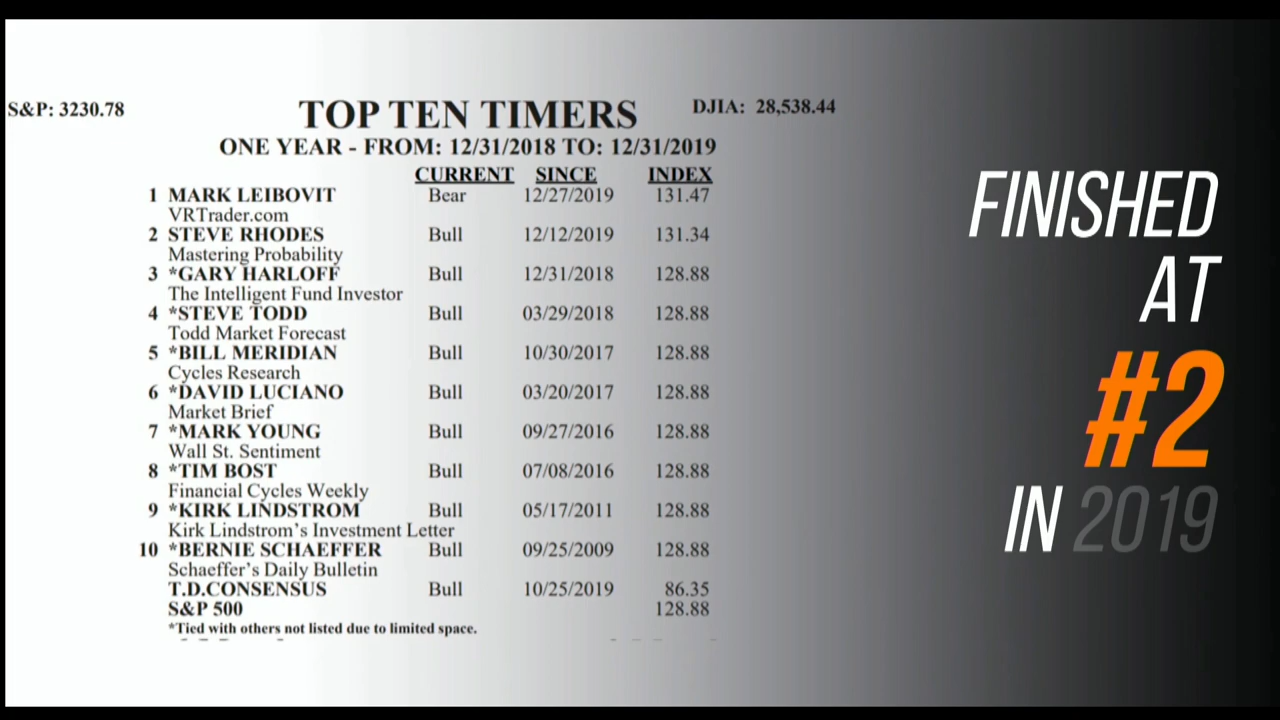 S&P: 3230.78
TOP TEN TIMERS
DJIA: 28,538.44
ONE YEAR - FROM: 12/31/2018 TO: 12/31/2019
CURRENT SINCE INDEX
1 MARK LEIBOVIT Bear 12/27/2019 131.47
VRTrader.com
2 STEVE RHODES Bull 12/12/2019 131.34
Mastering Probability
3 *GARY HARLOFF Bull 12/31/2018 128.88
The Intelligent Fund Investor
4 *STEVE TODD Bull 03/29/2018 128.88
Todd Market Forecast
5 *BILL MERIDIAN Bull 10/30/2017 128.88
Cycles Research
6 *DAVID LUCIANO Bull 03/20/2017 128.88
Market Brief
7 *MARK YOUNG Bull 09/27/2016 128.88
Wall St. Sentiment
8 *TIM BOST Bull 07/08/2016 128.88
Financial Cycles Weekly
9 *KIRK LINDSTROM Bull 05/17/2011 128.88
Kirk Lindstrom's Investment Letter
10 *BERNIE SCHAEFFER Bull 09/25/2009 128.88
Schaeffer's Daily Bulletin
T.D.CONSENSUS Bull 10/25/2019 86.35
S&P 500 128.88
*Tied with others not listed due to limited space.
FINISHED
AT
#2
IN 2019